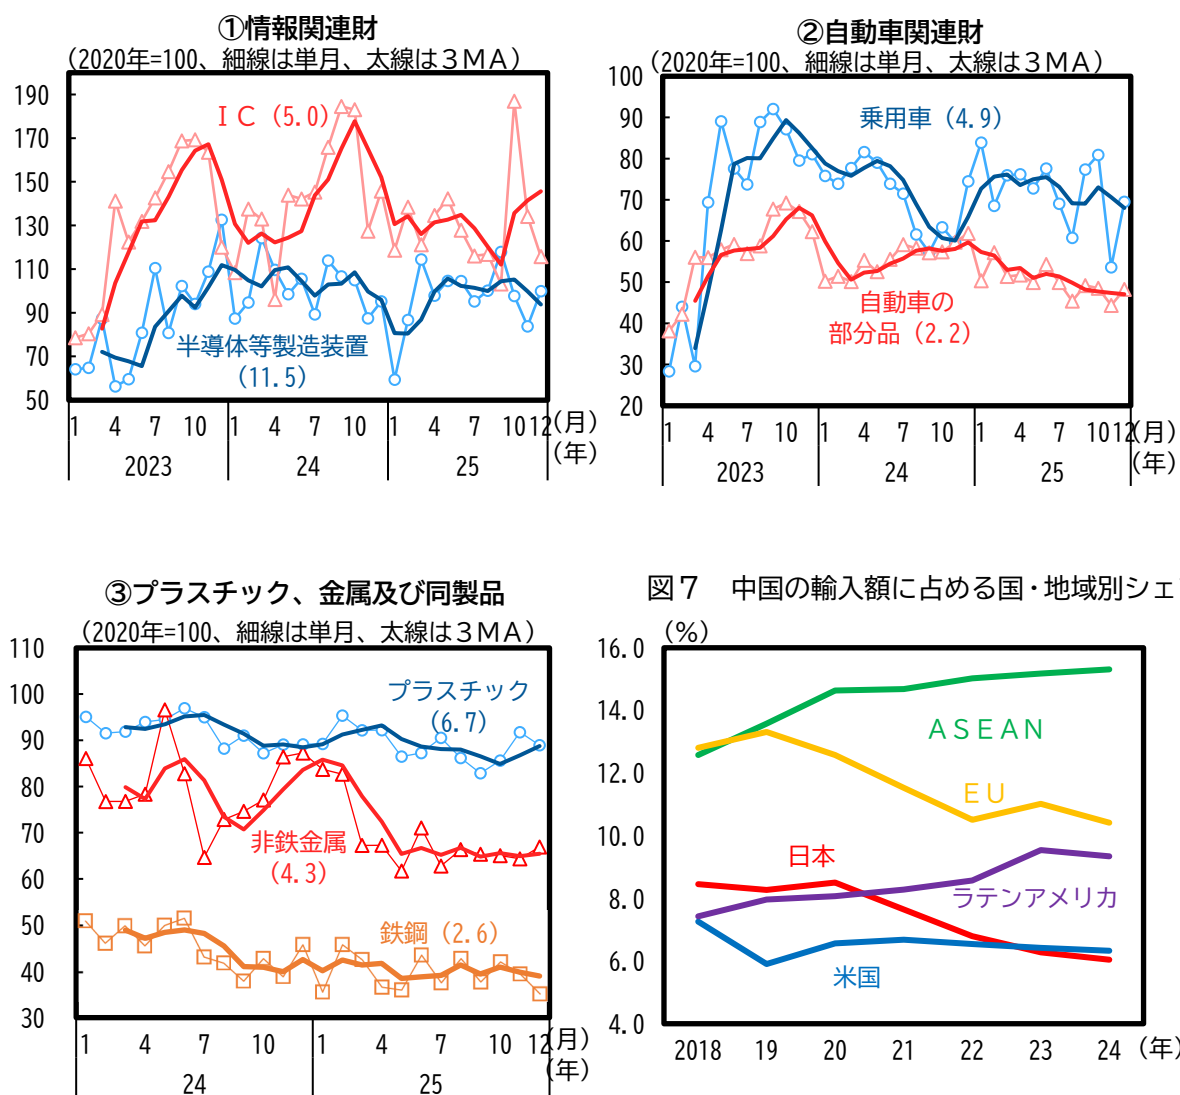 ①情報関連財
（2020年=100、細線は単月、太線は３ＭＡ）
190
170
150
130
110
90
70
50
ＩＣ（5.0）
半導体等製造装置
（11.5）
1 4 7 10 1 4 7 10 1 4 7 10 12（月）
2023 24 25（年）
②自動車関連財
（2020年=100、細線は単月、太線は３ＭＡ）
100
90
80
70
60
50
40
30
20
乗用車（4.9）
自動車の
部分品（2.2）
1 4 7 10 1 4 7 10 1 4 7 10 12（月）
2023 24 25（年）
③プラスチック、金属及び同製品
（2020年=100、細線は単月、太線は３ＭＡ）
110
100
90
80
70
60
50
40
30
プラスチック
（6.7）
非鉄金属
（4.3）
鉄鋼（2.6）
1 4 7 10 1 4 7 10 12（月）
24 25（年）
図７　中国の輸入額に占める国・地域別シェ
（%）
16.0
14.0
12.0
10.0
8.0
6.0
4.0
ＡＳＥＡＮ
ＥＵ
日本
ラテンアメリカ
米国
2018 19 20 21 22 23 24（年）